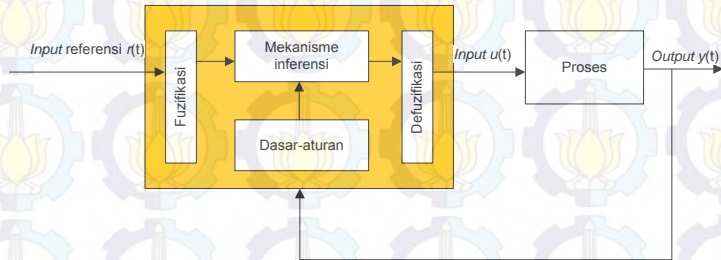 Input referensi r(t)
Fuzifikasi
Mekanisme
inferensi
Dasar-aturan
Defuzifikasi
Input u(t)
Proses
Output y(t)